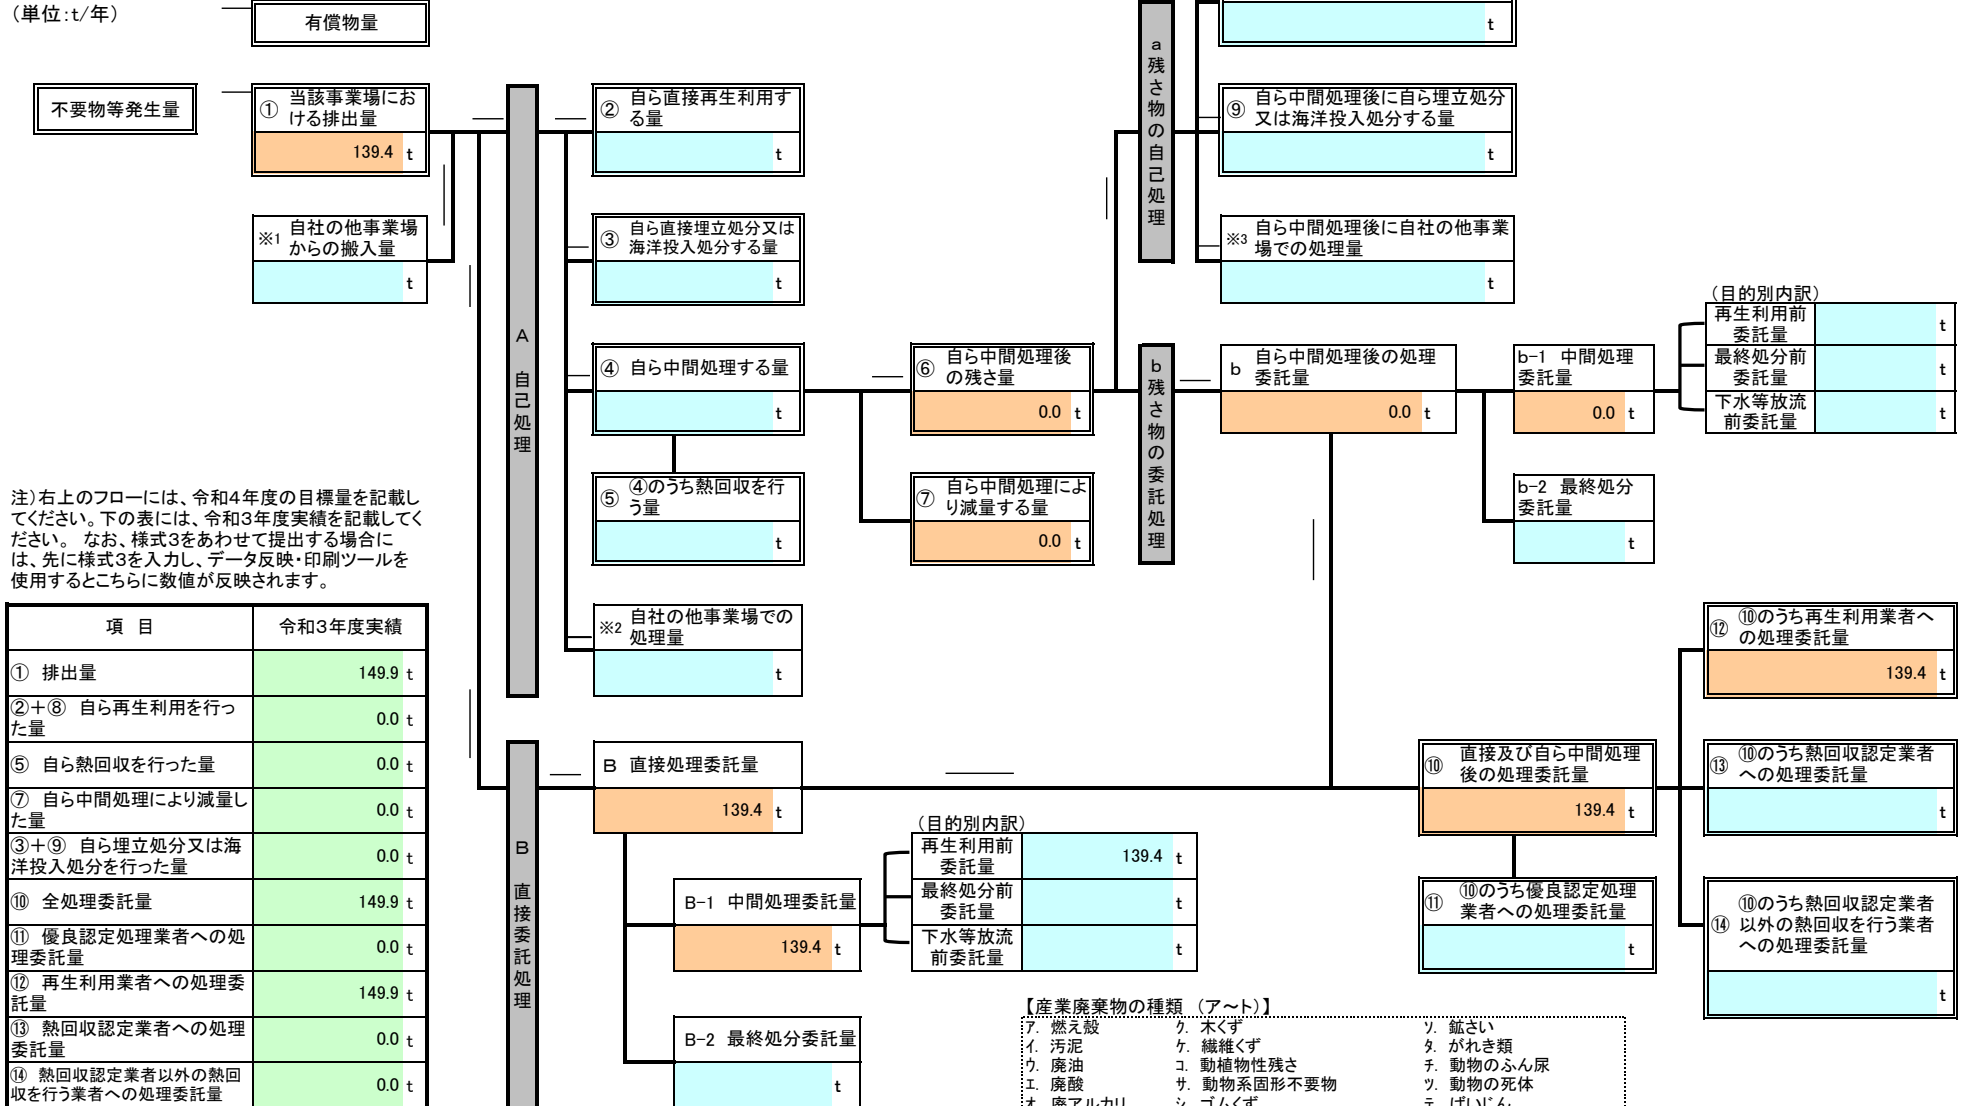 （単位:ｔ/年）
有償物量
t
不要物等発生量
① 当該事業場にお
ける排出量
139.4 t
※1 自社の他事業場
からの搬入量
t
A 自己処理
② 自ら直接再生利用す
る量
t
③ 自ら直接埋立処分又は
海洋投入処分する量
t
④ 自ら中間処理する量
t
⑤ ④のうち熱回収を行
う量
t
※2 自社の他事業場での
処理量
t
⑥ 自ら中間処理後
の残さ量
0.0 t
⑦ 自ら中間処理によ
り減量する量
0.0 t
a 残さ物の自己処理
⑨ 自ら中間処理後に自ら埋立処分
又は海洋投入処分する量
t
※3 自ら中間処理後に自社の他事業
場での処理量
t
b 残さ物の委託処理
b 自ら中間処理後の処理
委託量
0.0 t
b-1 中間処理
委託量
0.0 t
b-2 最終処分
委託量
t
（目的別内訳）
再生利用前
委託量 t
最終処分前
委託量 t
下水等放流
前委託量 t
注)右上のフローには、令和４年度の目標量を記載し
てください。下の表には、令和３年度実績を記載してく
ださい。 なお、様式３をあわせて提出する場合に
は、先に様式３を入力し、データ反映・印刷ツールを
使用するとこちらに数値が反映されます。
項 目 令和３年度実績
① 排出量 149.9 t
②＋⑧ 自ら再生利用を行っ
た量 0.0 t
⑤ 自ら熱回収を行った量 0.0 t
⑦ 自ら中間処理により減量し
た量 0.0 t
③＋⑨ 自ら埋立処分又は海
洋投入処分を行った量 0.0 t
⑩ 全処理委託量 149.9 t
⑪ 優良認定処理業者への処
理委託量 0.0 t
⑫ 再生利用業者への処理委
託量 149.9 t
⑬ 熱回収認定業者への処理
委託量 0.0 t
⑭ 熱回収認定業者以外の熱回
収を行う業者への処理委託量 0.0 t
B 直接委託処理
B 直接処理委託量
139.4 t
B-1 中間処理委託量
139.4 t
B-2 最終処分委託量
t
（目的別内訳）
再生利用前
委託量 139.4 t
最終処分前
委託量 t
下水等放流
前委託量 t
⑩ 直接及び自ら中間処理
後の処理委託量
139.4 t
⑪ ⑩のうち優良認定処理
業者への処理委託量
t
⑫ ⑩のうち再生利用業者へ
の処理委託量
139.4 t
⑬ ⑩のうち熱回収認定業者
への処理委託量
t
⑭ ⑩のうち熱回収認定業者
以外の熱回収を行う業者
への処理委託量
t
【産業廃棄物の種類 （ア～ト）】
ア. 燃え殻 ク. 木くず ソ. 鉱さい
イ. 汚泥 ケ. 繊維くず タ. がれき類
ウ. 廃油 コ. 動植物性残さ チ. 動物のふん尿
エ. 廃酸 サ. 動物系固形不要物 ツ. 動物の死体
オ. 廃アルカリ シ. ゴムくず テ. ばいじん